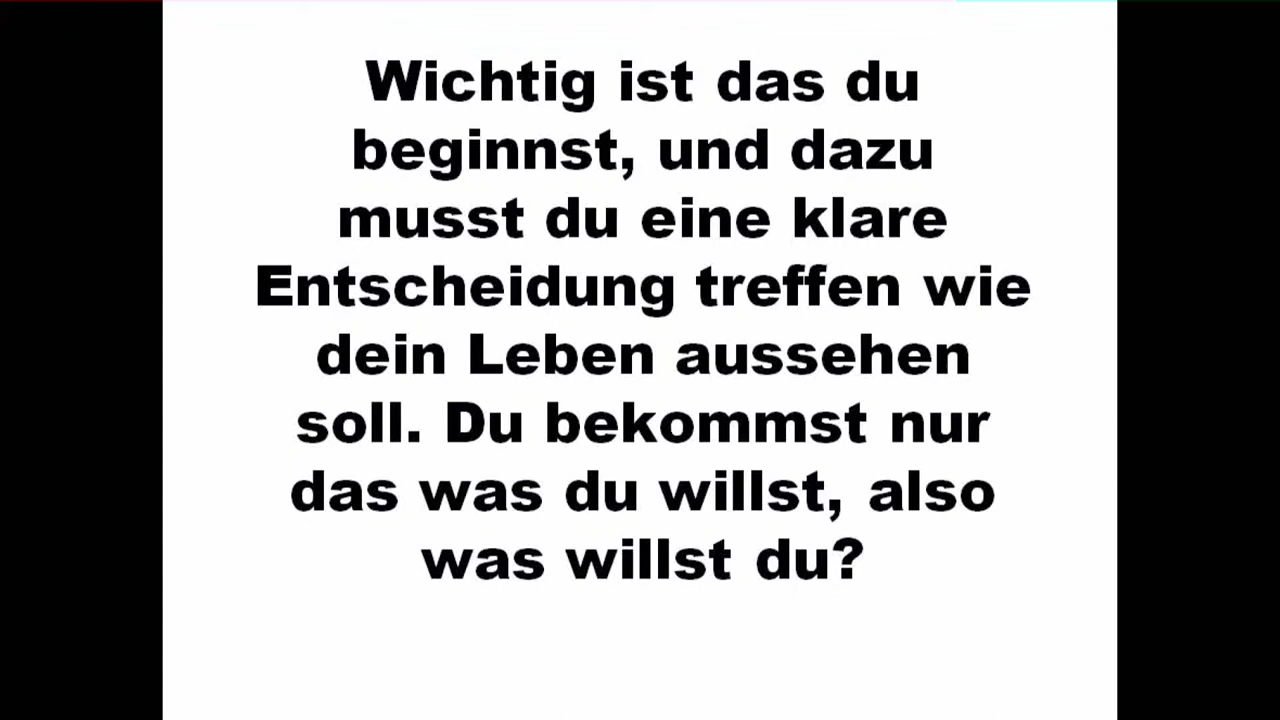 Wichtig ist das du
beginnst, und dazu
musst du eine klare
Entscheidung treffen wie
dein Leben aussehen
soll. Du bekommst nur
das was du willst, also
was willst du?